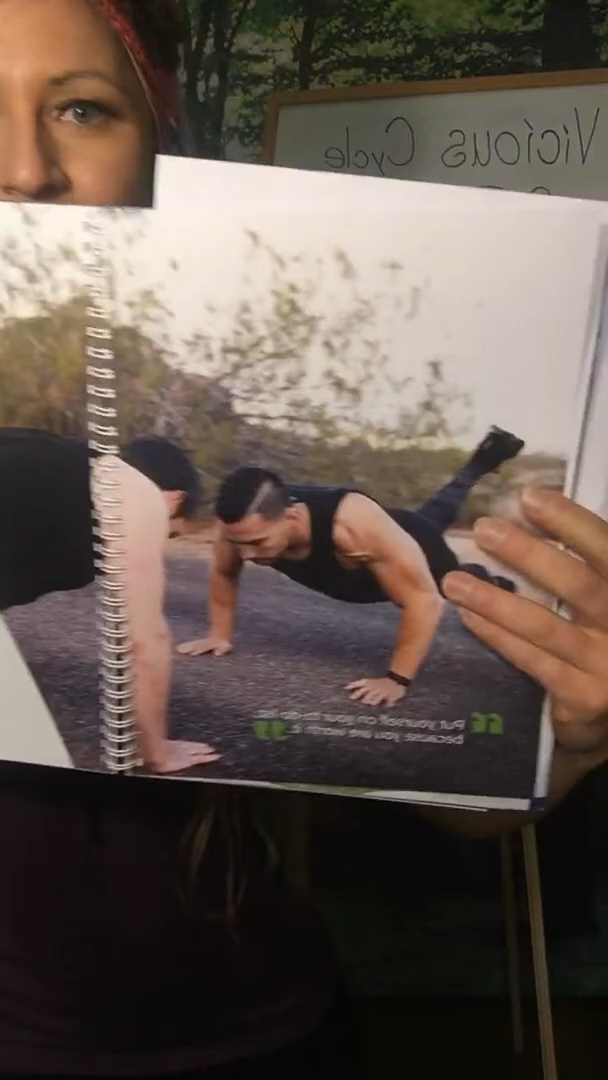 Vicious Cycle
❝ Put yourself on your to-do list
because you are worth it. ❞